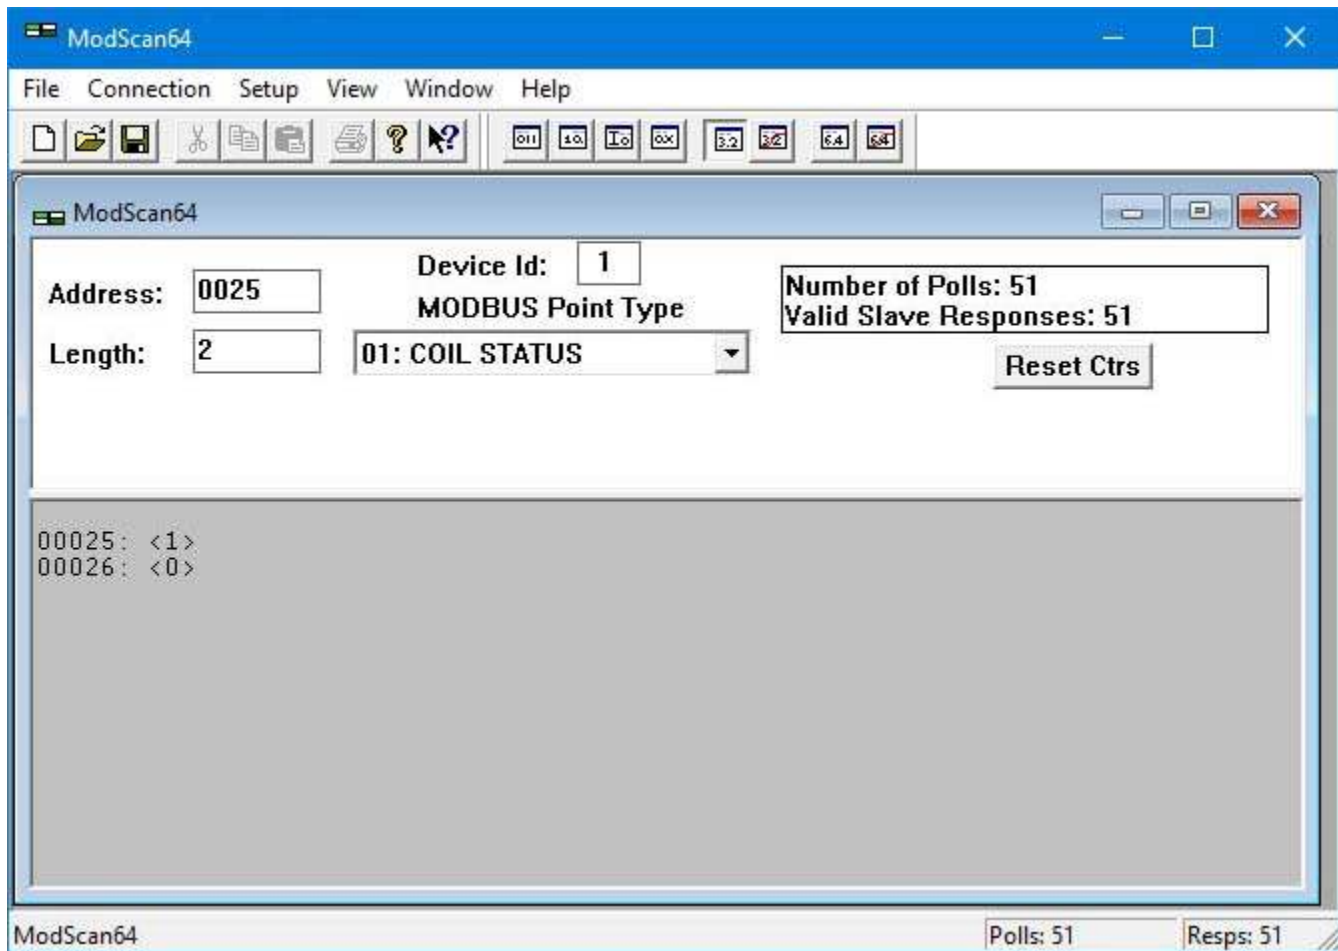 ModScan64
File Connection Setup View Window Help
ModScan64
Address: 0025
Device Id: 1
MODBUS Point Type
Length: 2
01: COIL STATUS
Number of Polls: 51
Valid Slave Responses: 51
Reset Ctrs
00025: <1>
00026: <0>
ModScan64
Polls: 51
Resps: 51